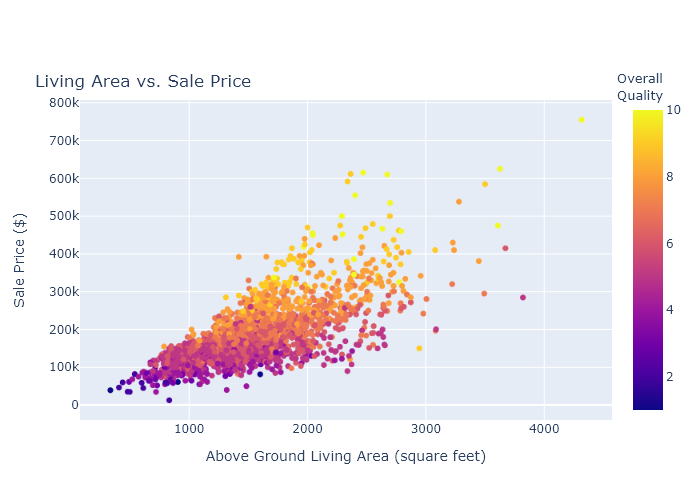 Living Area vs. Sale Price
Overall
Quality
800k
700k
600k
500k
400k
300k
200k
100k
0
Sale Price ($)
1000
2000
3000
4000
Above Ground Living Area (square feet)
10
8
6
4
2